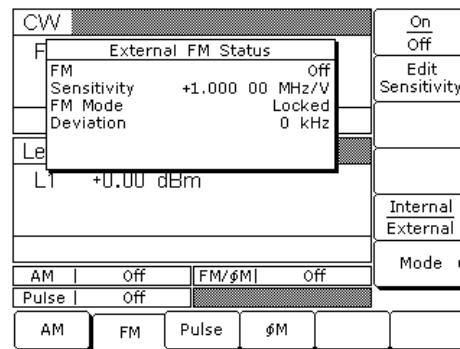 CW
On
Off
F
External FM Status
FM Off
Sensitivity +1.000 00 MHz/V
FM Mode Locked
Deviation 0 kHz
Edit
Sensitivity
Le
L1 +0.00 dBm
Internal
External
Mode
AM Off FM/ϕM Off
Pulse Off
AM FM Pulse ϕM